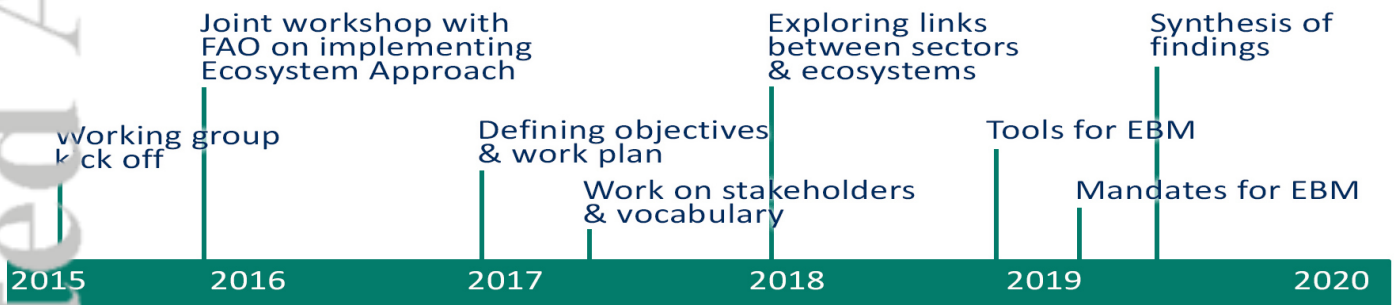 Joint workshop with
FAO on implementing
Ecosystem Approach
Exploring links
between sectors
& ecosystems
Synthesis of
findings
Working group
kick off
Defining objectives
& work plan
Tools for EBM
Work on stakeholders
& vocabulary
Mandates for EBM
2015 2016 2017 2018 2019 2020